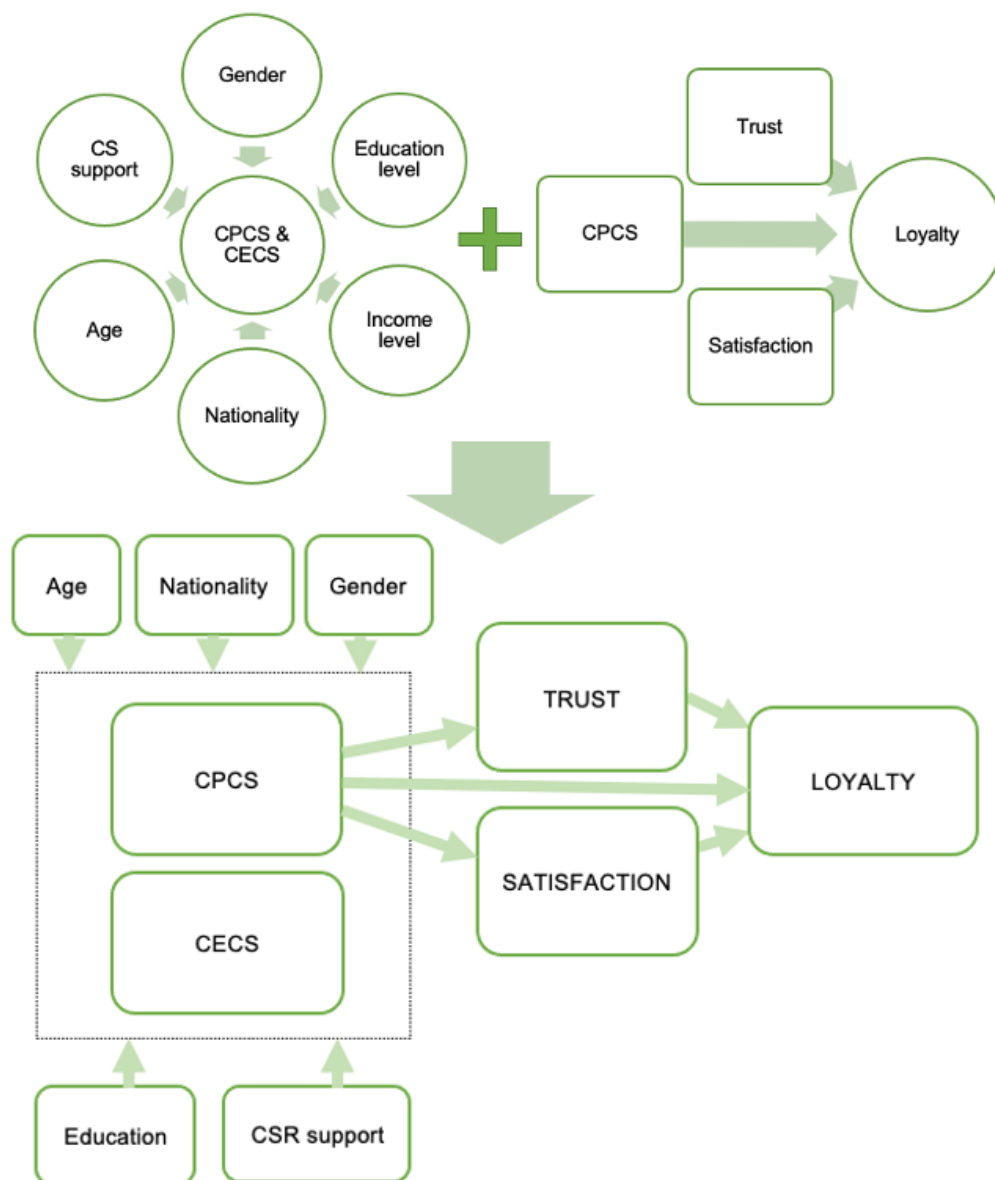 Gender
CS
support
Education
level
CPCS &
CECS
Age
Income
level
Nationality
Trust
CPCS
Loyalty
Satisfaction
Age
Nationality
Gender
TRUST
CPCS
LOYALTY
SATISFACTION
CECS
Education
CSR support